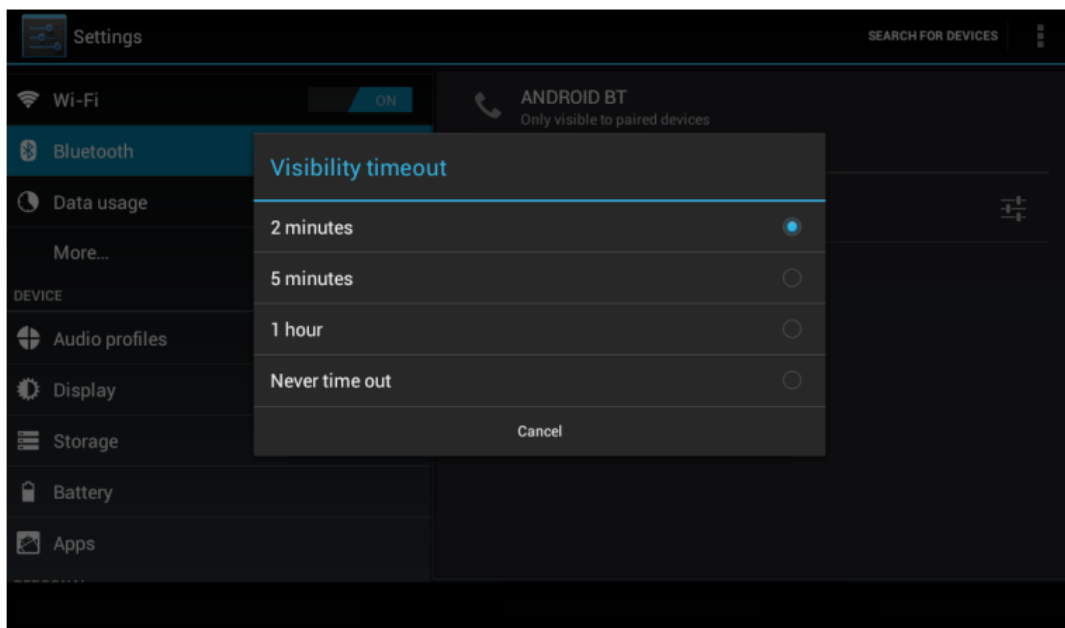 Settings
SEARCH FOR DEVICES
Wi-Fi
ON
ANDROID BT
Only visible to paired devices
Bluetooth
Visibility timeout
Data usage
2 minutes
More...
5 minutes
DEVICE
1 hour
Audio profiles
Never time out
Display
Cancel
Storage
Battery
Apps